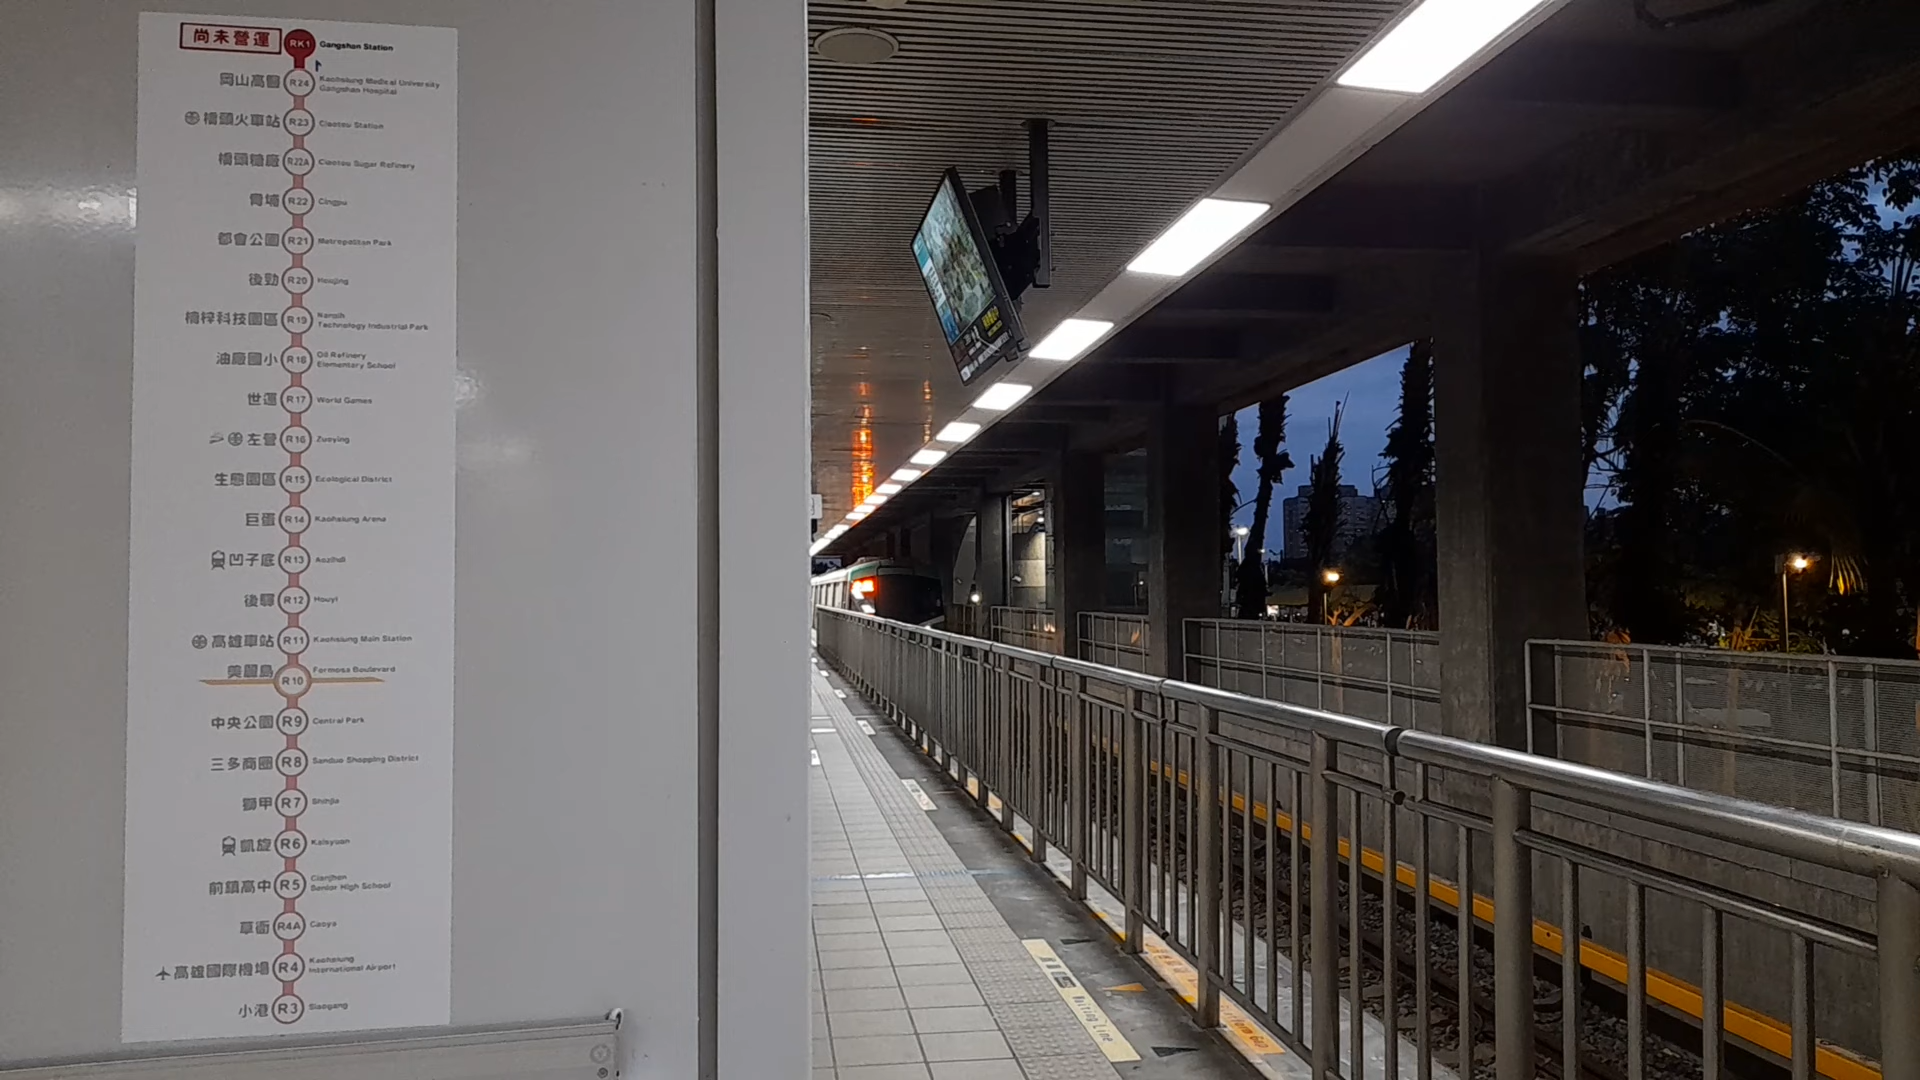 尚未營運 RK1 Gangshan Station
岡山高醫 R24 Kaohsiung Medical University
Gangshan Hospital
橋頭火車站 R23 Ciaotou Station
橋頭糖廠 R22A Ciaotou Sugar Refinery
青埔 R22 Cingpu
都會公園 R21 Metropolitan Park
後勁 R20 Houjing
楠梓科技園區 R19 Nanzih
Technology Industrial Park
油廠國小 R18 Oil Refinery
Elementary School
世運 R17 World Games
左營 R16 Zuoying
生態園區 R15 Ecological District
巨蛋 R14 Kaohsiung Arena
凹子底 R13 Aozihdi
後驛 R12 Houyi
高雄車站 R11 Kaohsiung Main Station
美麗島 R10 Formosa Boulevard
中央公園 R9 Central Park
三多商圈 R8 Sanduo Shopping District
獅甲 R7 Shihjia
凱旋 R6 Kaisyuan
前鎮高中 R5 Cianjhen
Senior High School
草衙 R4A Caoya
高雄國際機場 R4 Kaohsiung
International Airport
小港 R3 Siaogang
Waiting Line